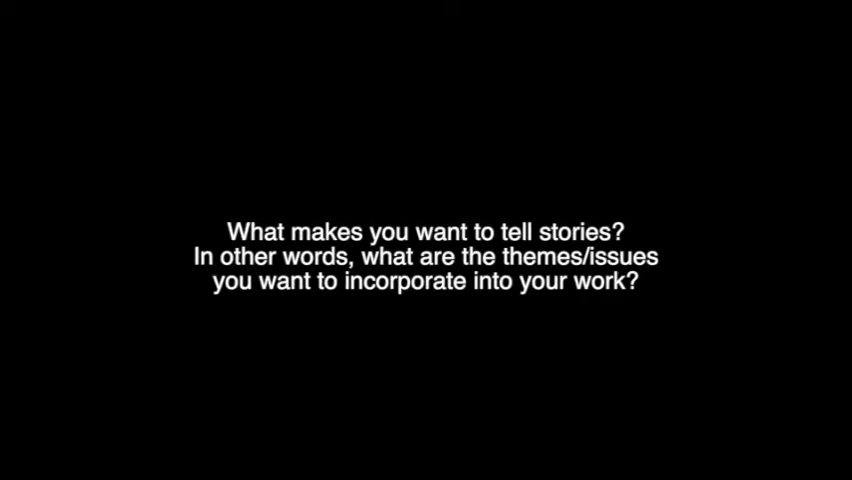 What makes you want to tell stories?
In other words, what are the themes/issues
you want to incorporate into your work?